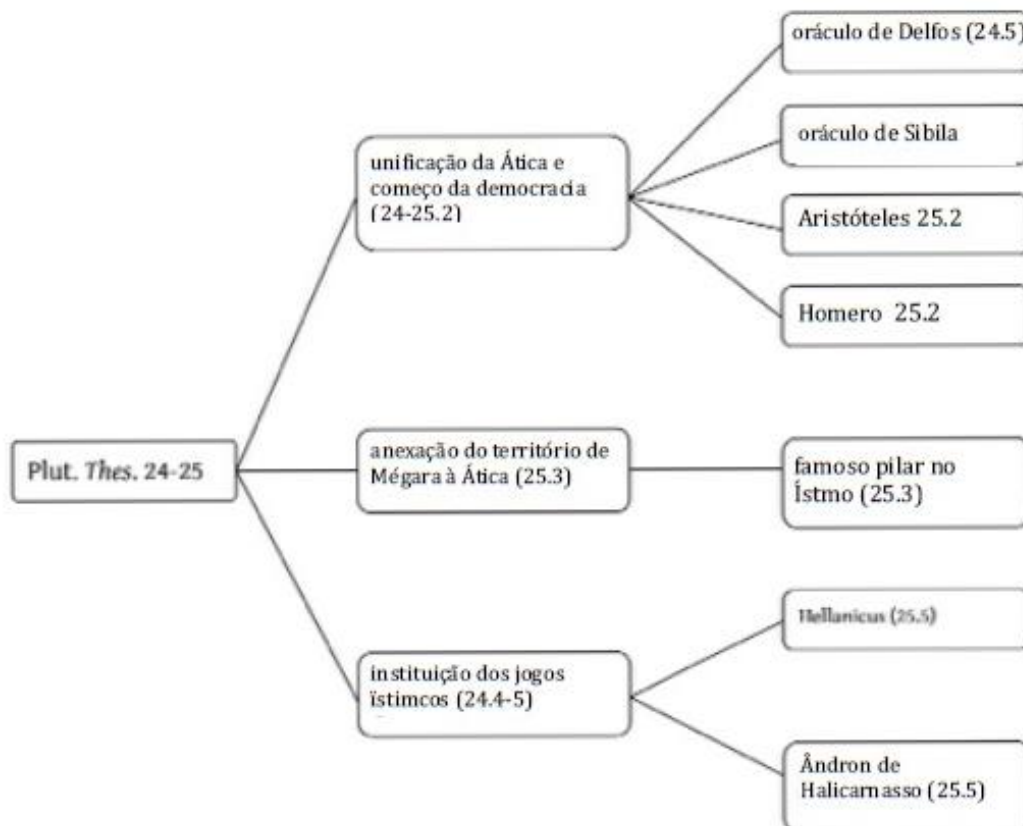 oráculo de Delfos (24.5)
unificação da Ática e
começo da democracia
(24-25.2)
oráculo de Sibila
Aristóteles 25.2
Homero 25.2
Plut. Thes. 24-25
anexação do território de
Mégara à Ática (25.3)
famoso pilar no
Ístmo (25.3)
instituição dos jogos
ïstimcos (24.4-5)
Hellanicus (25.5)
Ândron de
Halicarnasso (25.5)